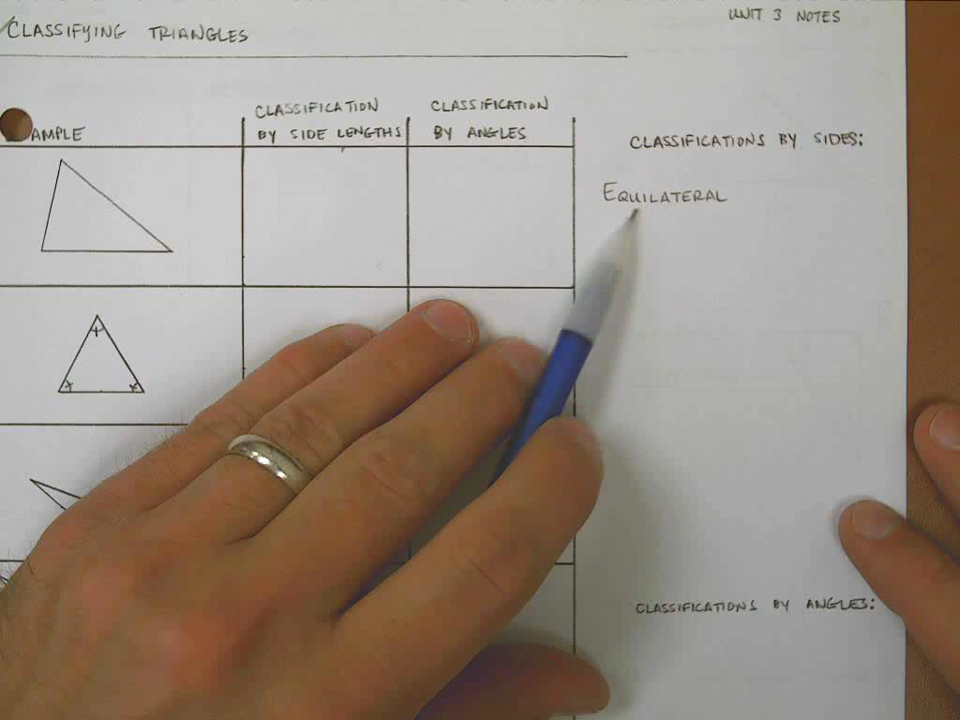 UNIT 3 NOTES
CLASSIFYING TRIANGLES
AMPLE
CLASSIFICATION
BY SIDE LENGTHS
CLASSIFICATION
BY ANGLES
CLASSIFICATIONS BY SIDES:
EQUILATERAL
CLASSIFICATIONS BY ANGLES: